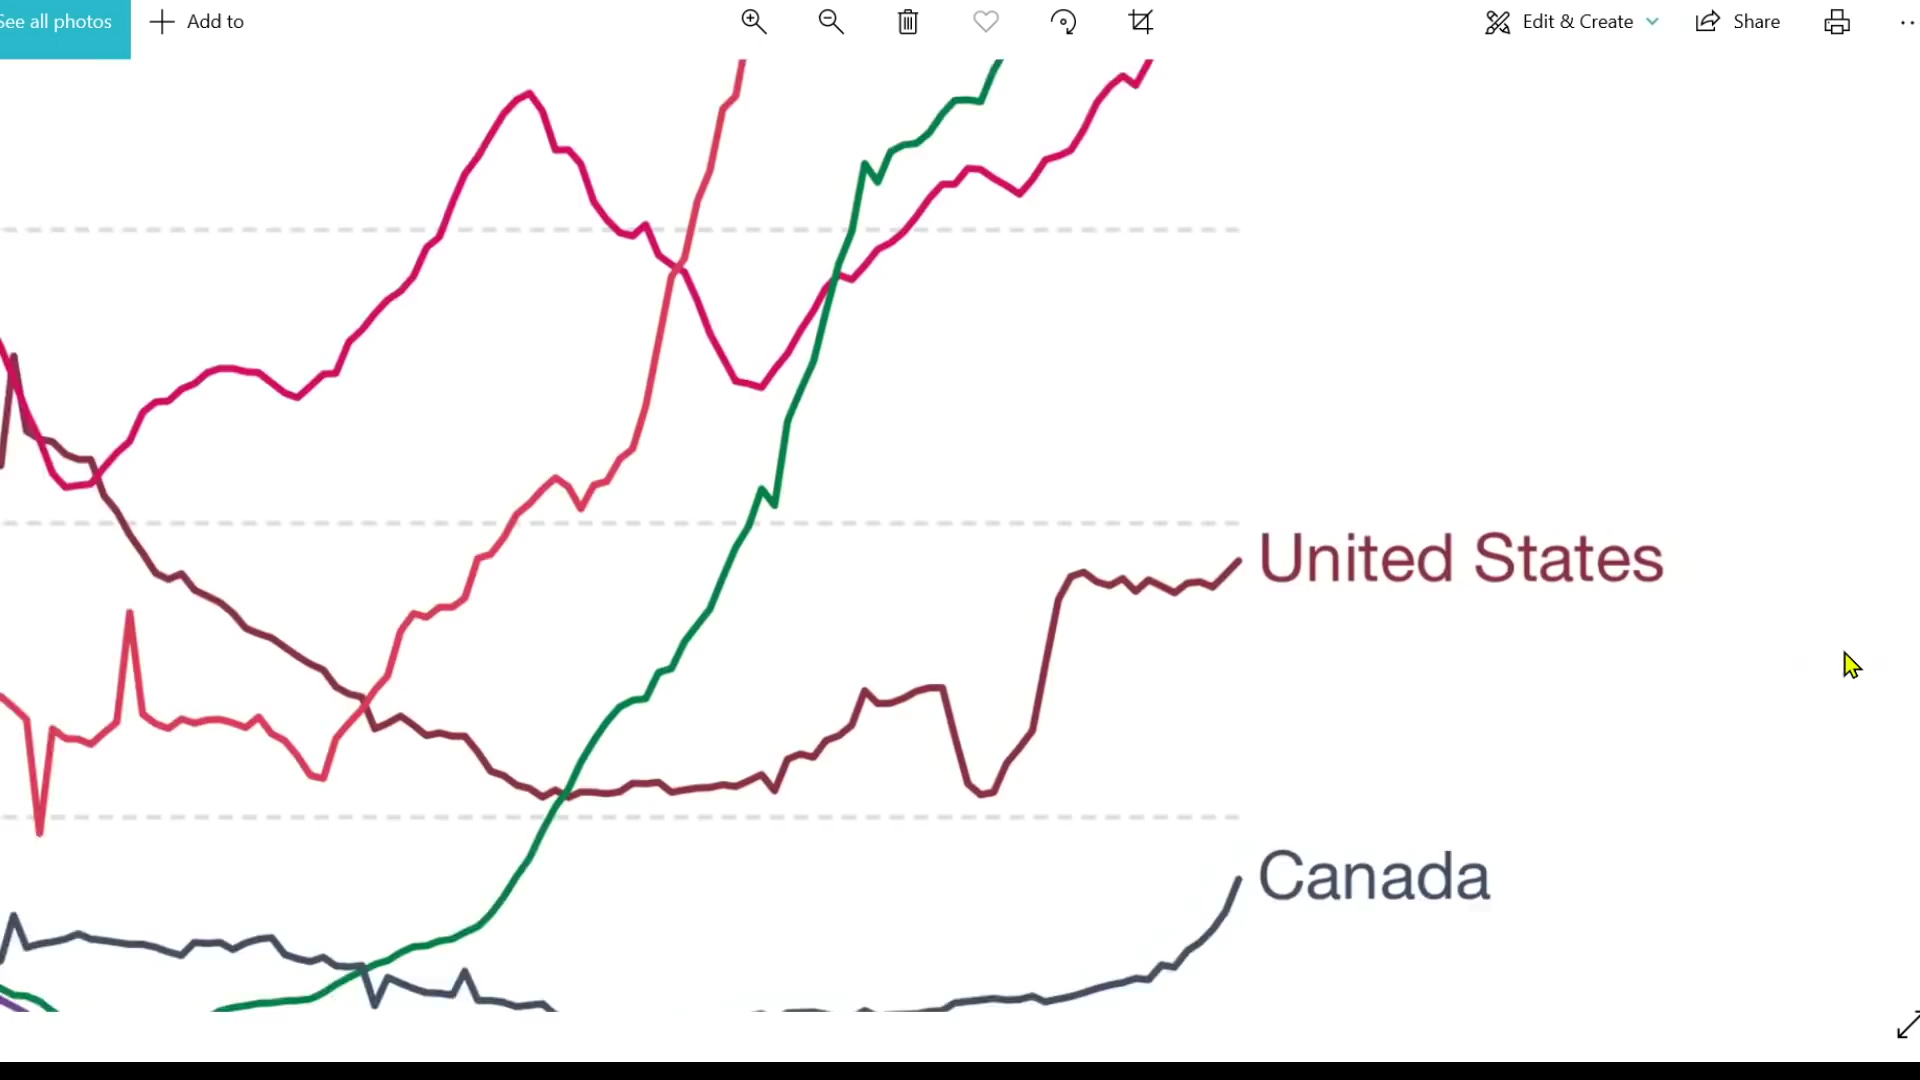 See all photos
Add to
Edit & Create
Share
United States
Canada